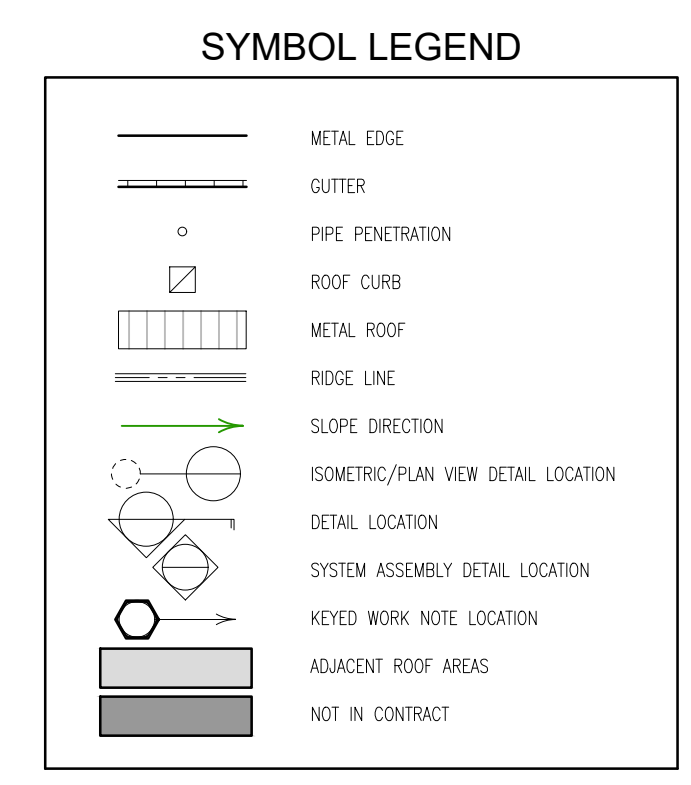 SYMBOL LEGEND
METAL EDGE
GUTTER
PIPE PENETRATION
ROOF CURB
METAL ROOF
RIDGE LINE
SLOPE DIRECTION
ISOMETRIC/PLAN VIEW DETAIL LOCATION
DETAIL LOCATION
SYSTEM ASSEMBLY DETAIL LOCATION
KEYED WORK NOTE LOCATION
ADJACENT ROOF AREAS
NOT IN CONTRACT